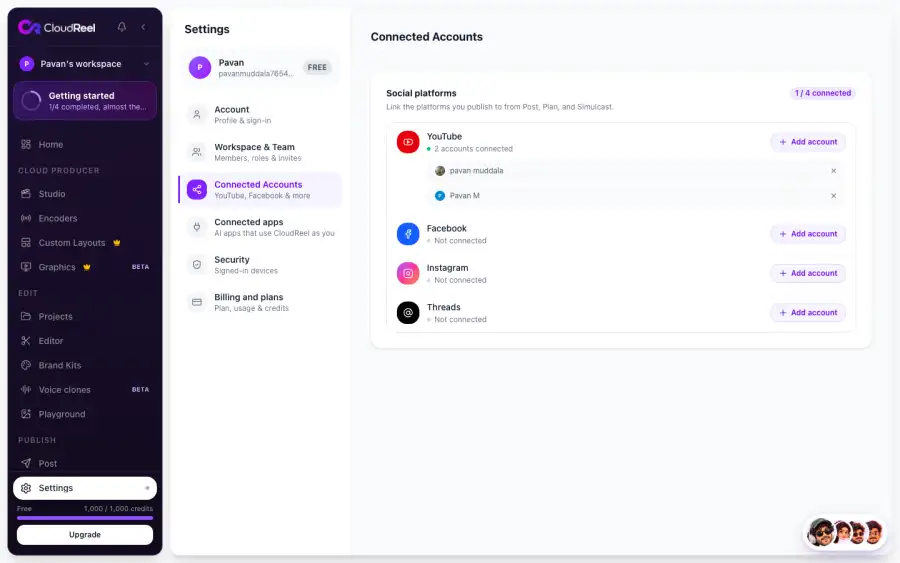 CloudReel
P
Pavan's workspace
Getting started
1/4 completed, almost the...
Home
CLOUD PRODUCER
Studio
Encoders
Custom Layouts
Graphics
BETA
EDIT
Projects
Editor
Brand Kits
Voice clones
BETA
Playground
PUBLISH
Post
Settings
Free
1,000 / 1,000 credits
Upgrade
Settings
P
Pavan
pavanmuddala7654...
FREE
Account
Profile & sign-in
Workspace & Team
Members, roles & invites
Connected Accounts
YouTube, Facebook & more
Connected apps
AI apps that use CloudReel as you
Security
Signed-in devices
Billing and plans
Plan, usage & credits
Connected Accounts
Social platforms
1 / 4 connected
Link the platforms you publish to from Post, Plan, and Simulcast.
YouTube
2 accounts connected
+ Add account
pavan muddala
×
P
Pavan M
×
Facebook
Not connected
+ Add account
Instagram
Not connected
+ Add account
Threads
Not connected
+ Add account